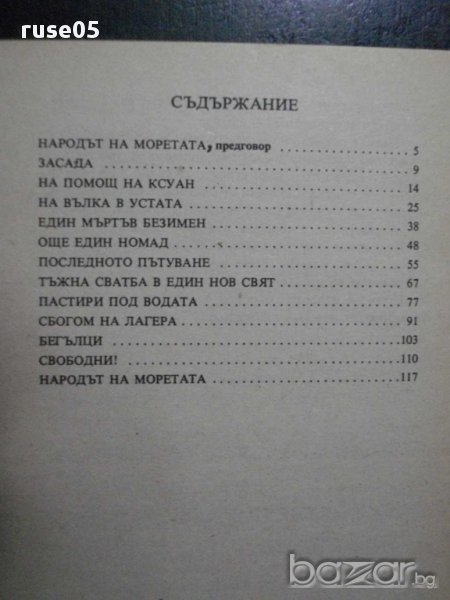 ruse05
СЪДЪРЖАНИЕ
НАРОДЪТ НА МОРЕТАТА, предговор 5
ЗАСАДА 9
НА ПОМОЩ НА КСУАН 14
НА ВЪЛКА В УСТАТА 25
ЕДИН МЪРТЪВ БЕЗИМЕН 38
ОЩЕ ЕДИН НОМАД 48
ПОСЛЕДНОТО ПЪТУВАНЕ 55
ТЪЖНА СВАТБА В ЕДИН НОВ СВЯТ 67
ПАСТИРИ ПОД ВОДАТА 77
СБОГОМ НА ЛАГЕРА 91
БЕГЪЛЦИ 103
СВОБОДНИ! 110
НАРОДЪТ НА МОРЕТАТА 117
bazar.bg